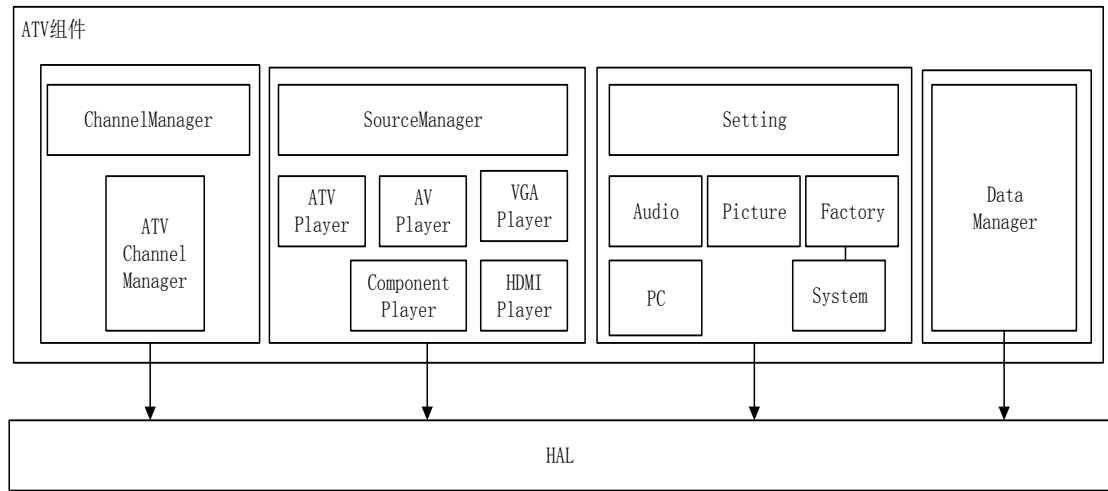 ATV组件
ChannelManager
ATV
Channel
Manager
SourceManager
ATV
Player
AV
Player
VGA
Player
Component
Player
HDMI
Player
Setting
Audio
Picture
Factory
PC
System
Data
Manager
HAL